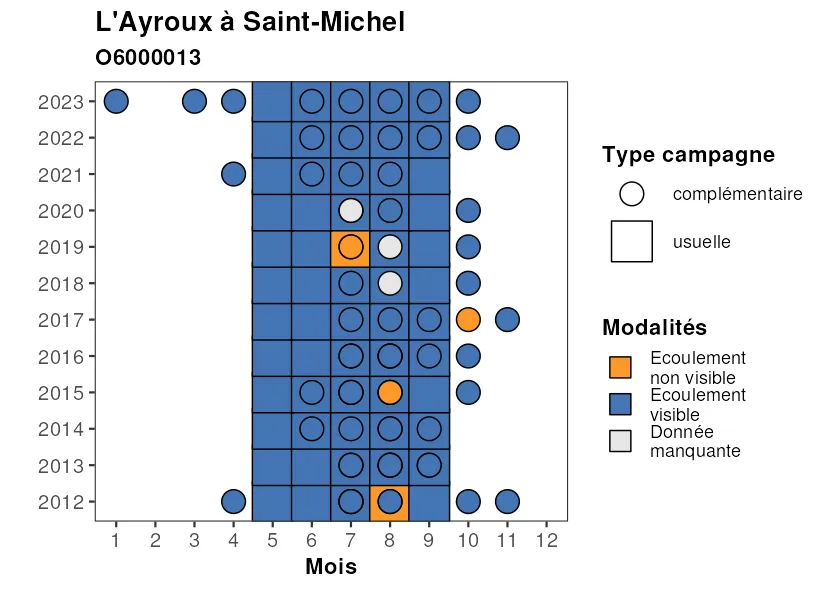 L'Ayroux à Saint-Michel
O6000013
2023
2022
2021
2020
2019
2018
2017
2016
2015
2014
2013
2012
1 2 3 4 5 6 7 8 9 10 11 12
Mois
Type campagne
complémentaire
usuelle
Modalités
Ecoulement
non visible
Ecoulement
visible
Donnée
manquante